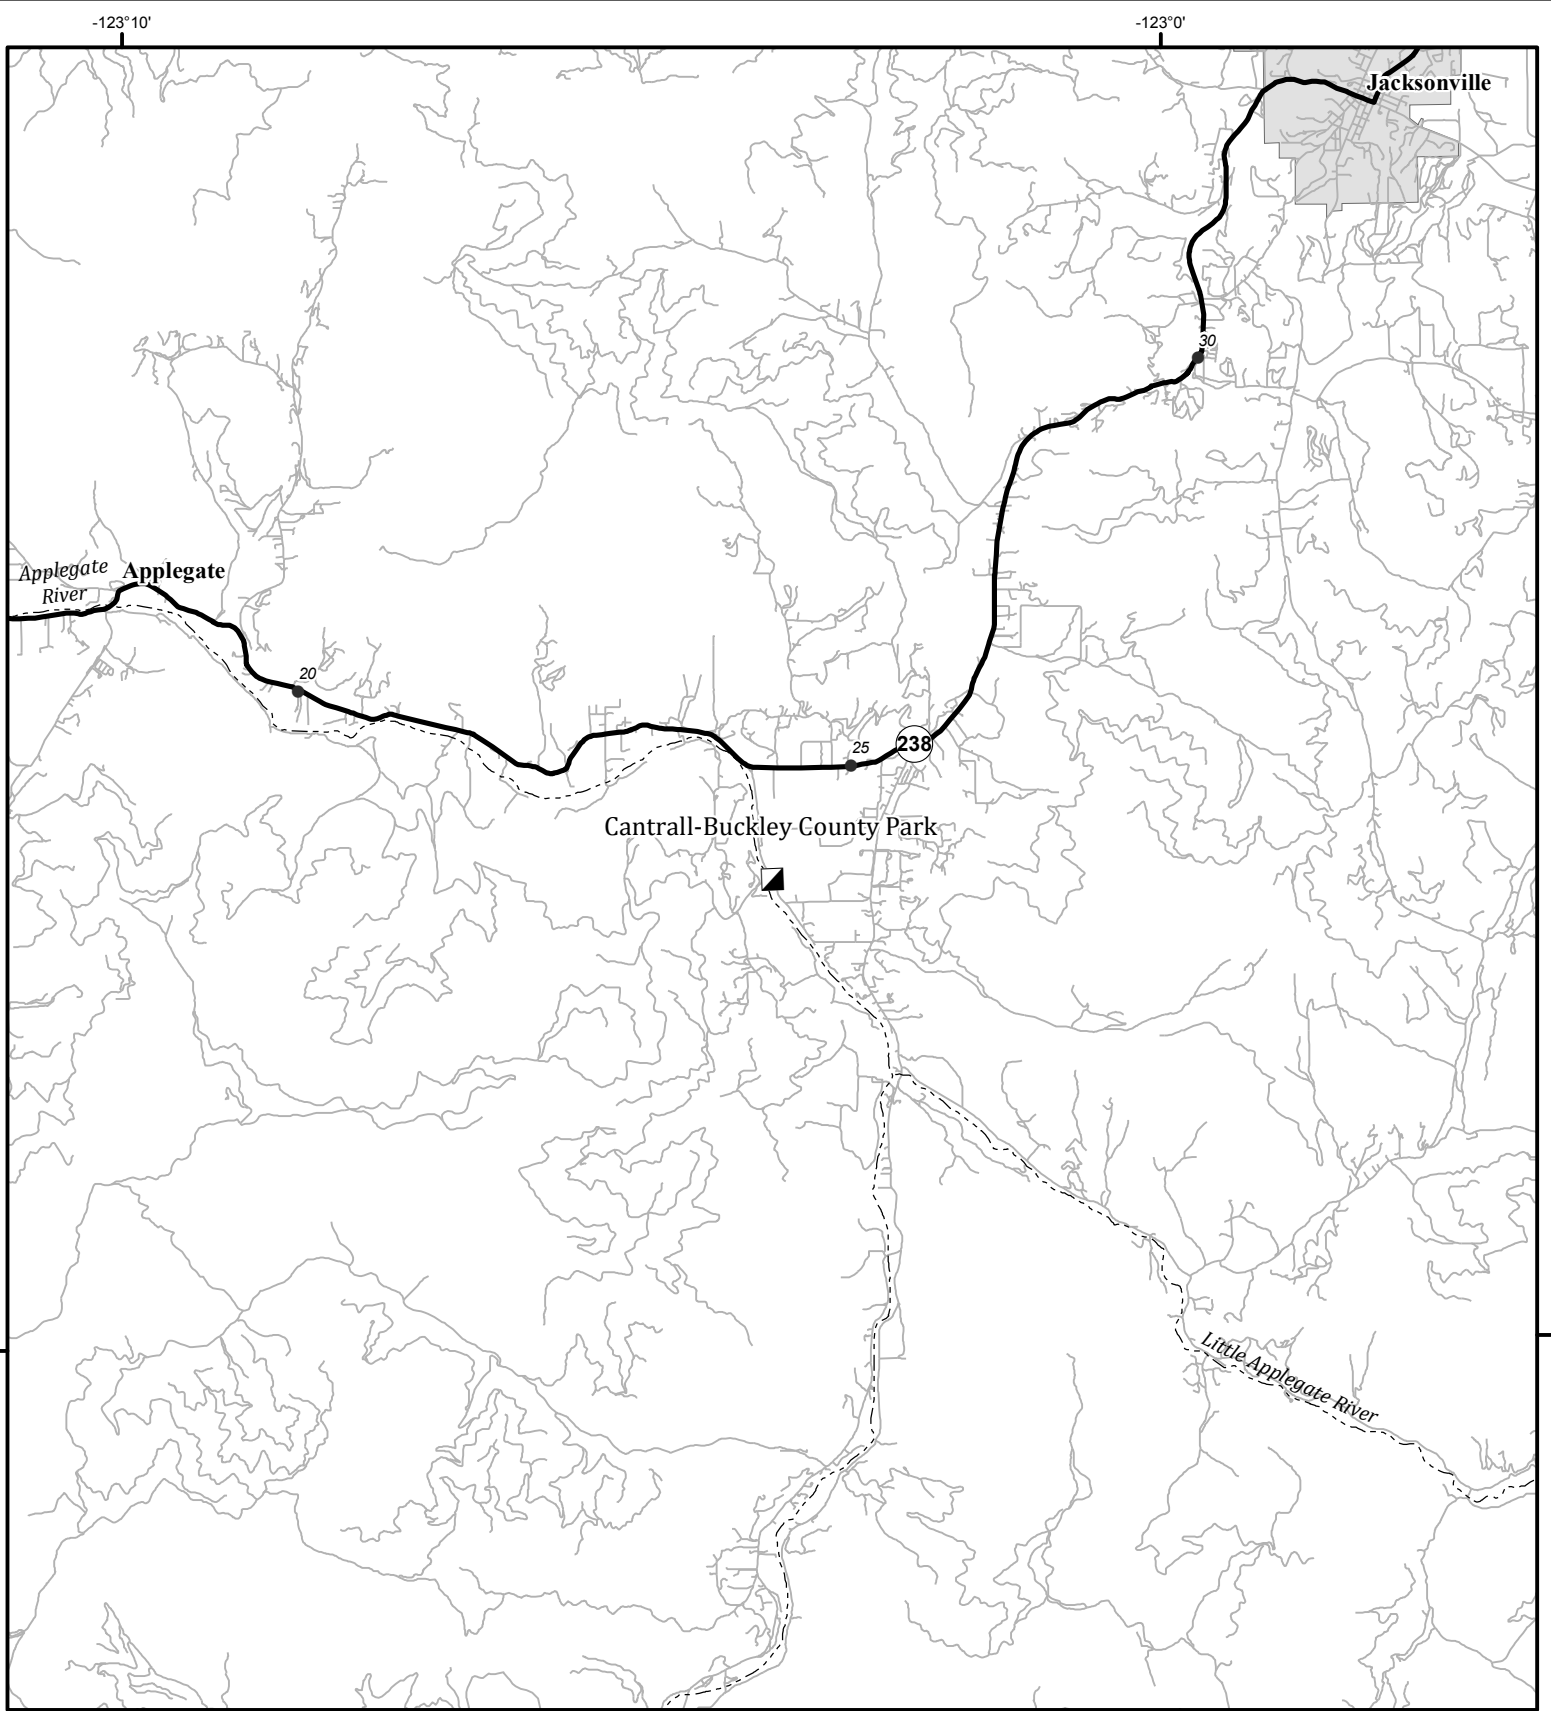 -123°10'
-123°0'
Jacksonville
30
Applegate
River
Applegate
20
25
238
Cantrall-Buckley County Park
Little Applegate River